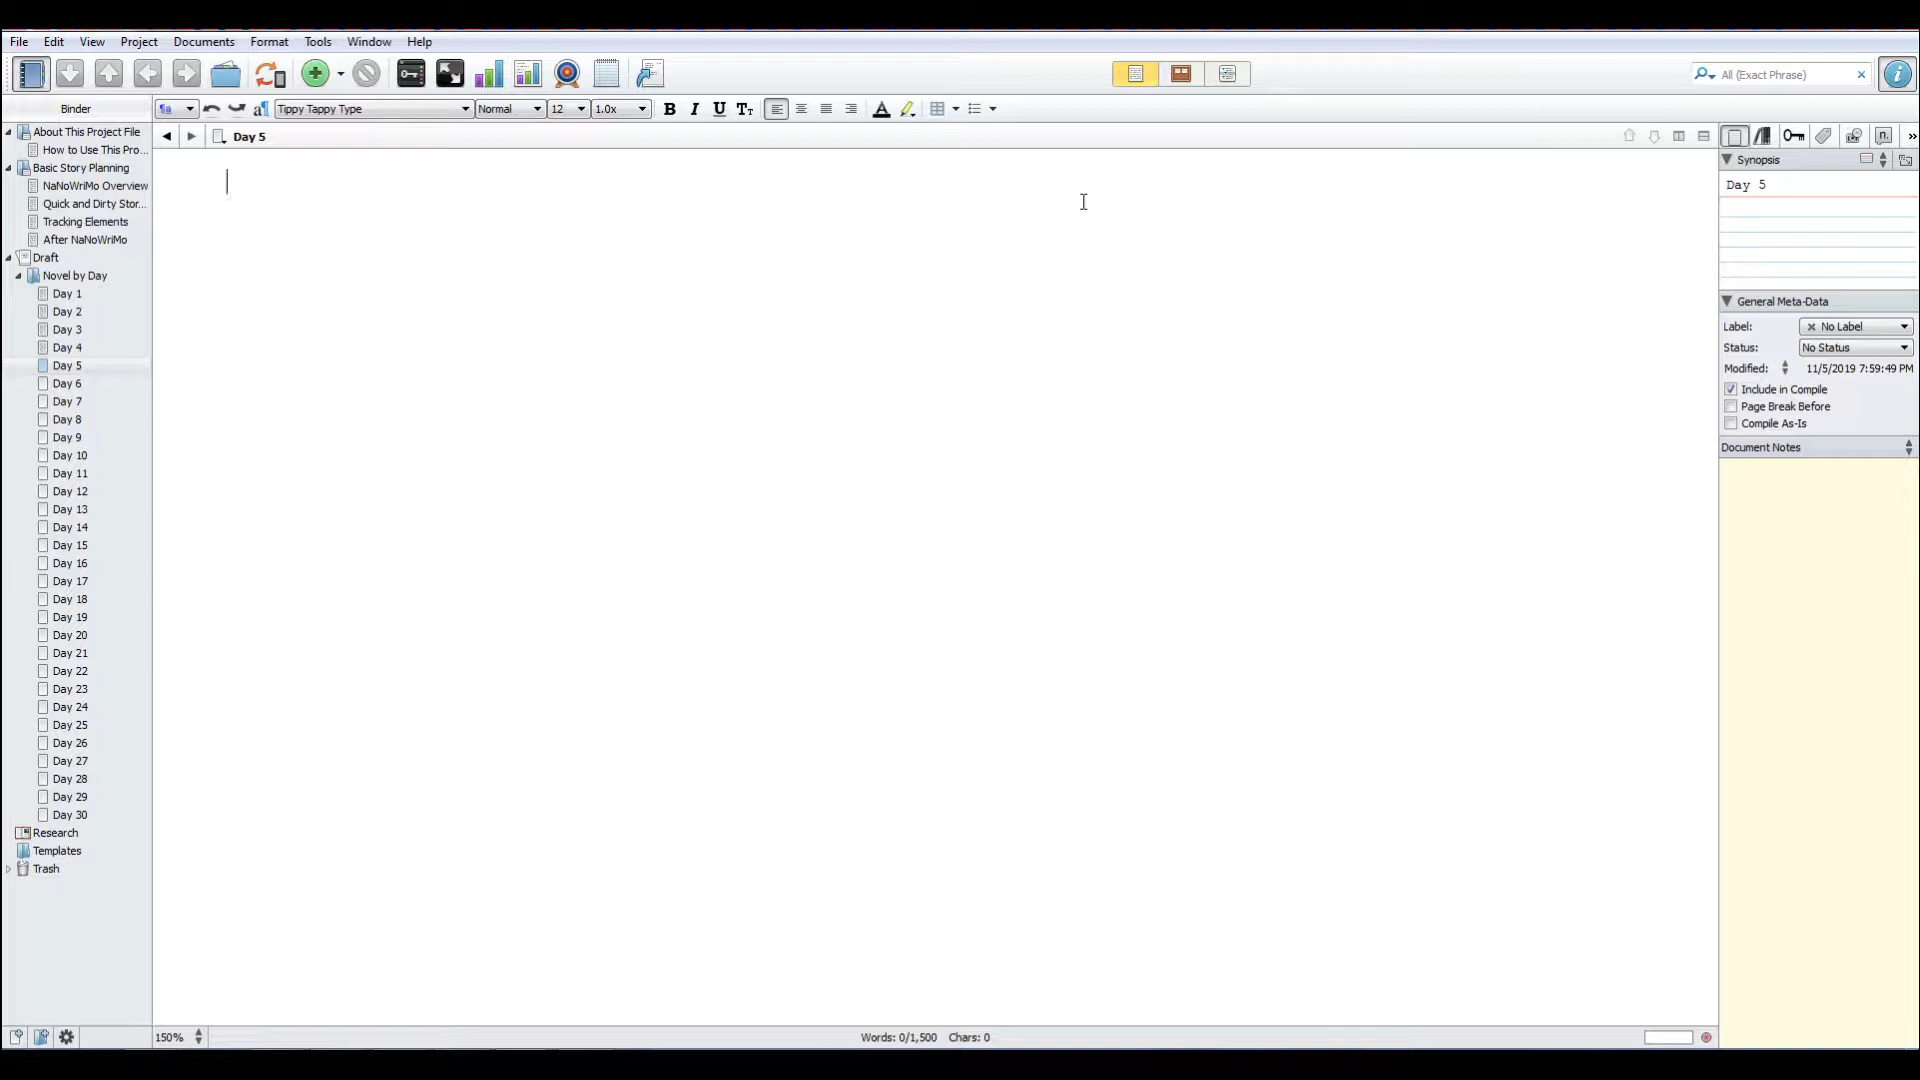 File Edit View Project Documents Format Tools Window Help
All (Exact Phrase)
Binder
Tippy Tappy Type Normal 12 1.0x B I U
Day 5
About This Project File
How to Use This Pro...
Basic Story Planning
NaNoWriMo Overview
Quick and Dirty Stor...
Tracking Elements
After NaNoWriMo
Draft
Novel by Day
Day 1
Day 2
Day 3
Day 4
Day 5
Day 6
Day 7
Day 8
Day 9
Day 10
Day 11
Day 12
Day 13
Day 14
Day 15
Day 16
Day 17
Day 18
Day 19
Day 20
Day 21
Day 22
Day 23
Day 24
Day 25
Day 26
Day 27
Day 28
Day 29
Day 30
Research
Templates
Trash
Synopsis
Day 5
General Meta-Data
Label: No Label
Status: No Status
Modified: 11/5/2019 7:59:49 PM
Include in Compile
Page Break Before
Compile As-Is
Document Notes
150%
Words: 0/1,500 Chars: 0